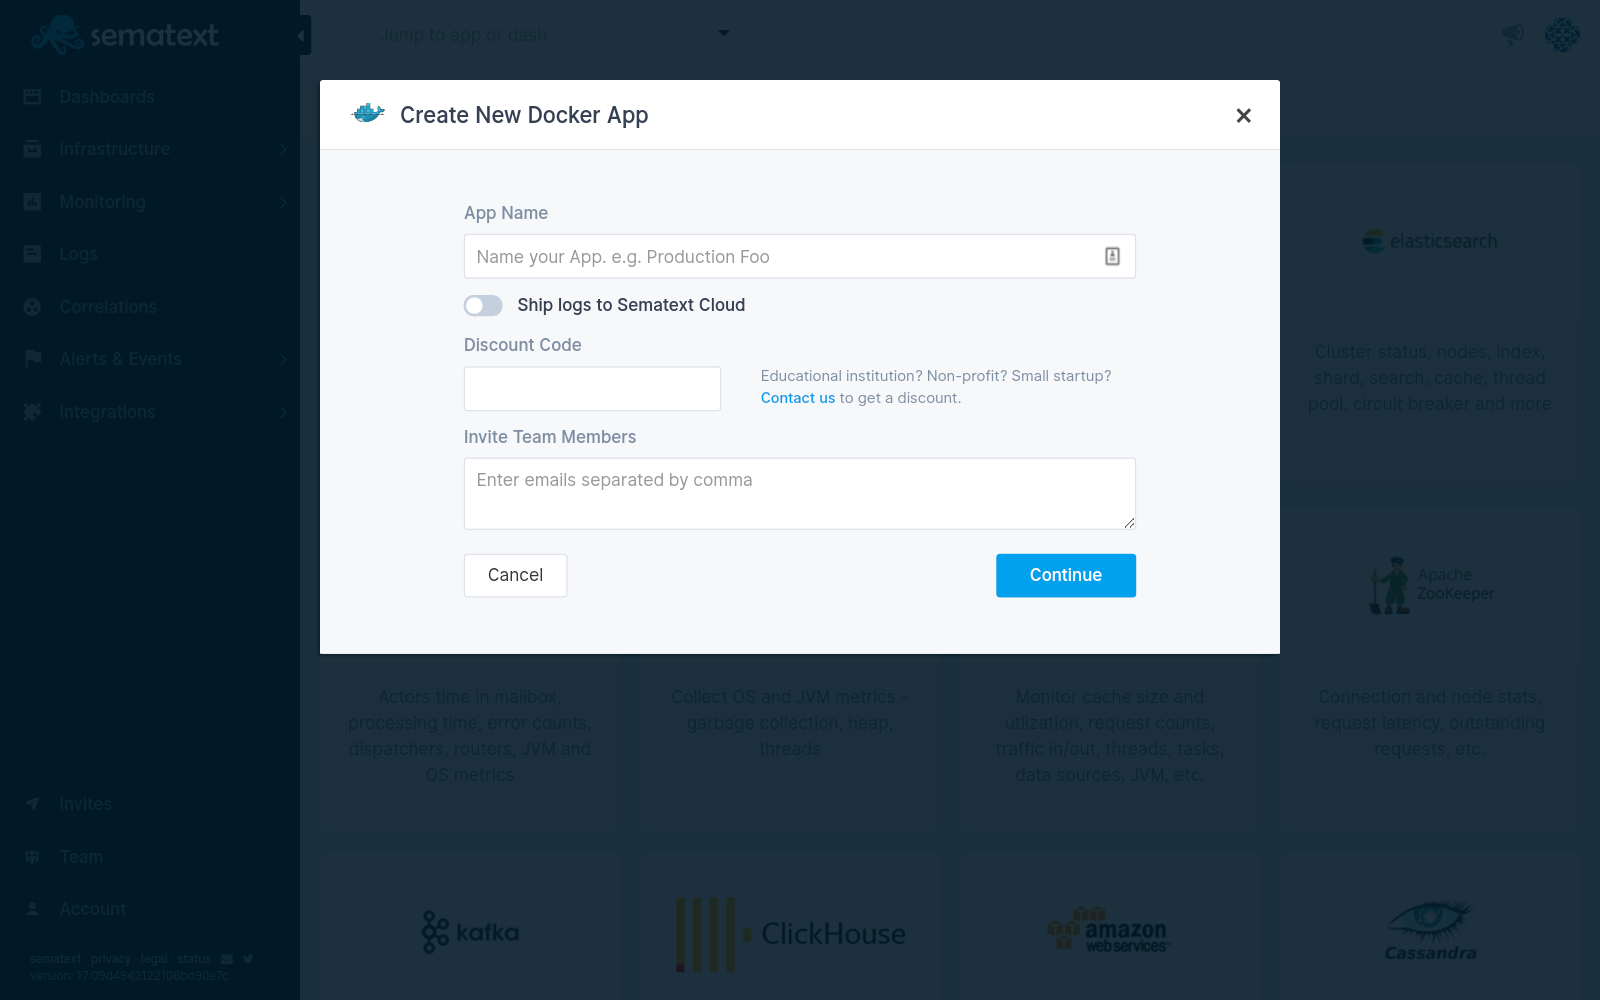 sematext
Jump to app or dash
Dashboards
Infrastructure
Monitoring
Logs
Correlations
Alerts & Events
Integrations
Invites
Team
Account
sematext · privacy · legal · status
version: 17:09d4942122106bd90e7c
Create New Docker App
App Name
Name your App. e.g. Production Foo
Ship logs to Sematext Cloud
Discount Code
Educational institution? Non-profit? Small startup?
Contact us to get a discount.
Invite Team Members
Enter emails separated by comma
Cancel
Continue
elasticsearch
Cluster status, nodes, index,
shard, search, cache, thread
pool, circuit breaker and more
Apache
ZooKeeper
Actors time in mailbox,
processing time, error counts,
dispatchers, routers, JVM and
OS metrics
Collect OS and JVM metrics -
garbage collection, heap,
threads
Monitor cache size and
utlization, request counts,
traffic in/out, threads, tasks,
data sources, JVM, etc.
Connection and node stats,
request latency, outstanding
requests, etc.
kafka
ClickHouse
amazon
web services
Cassandra